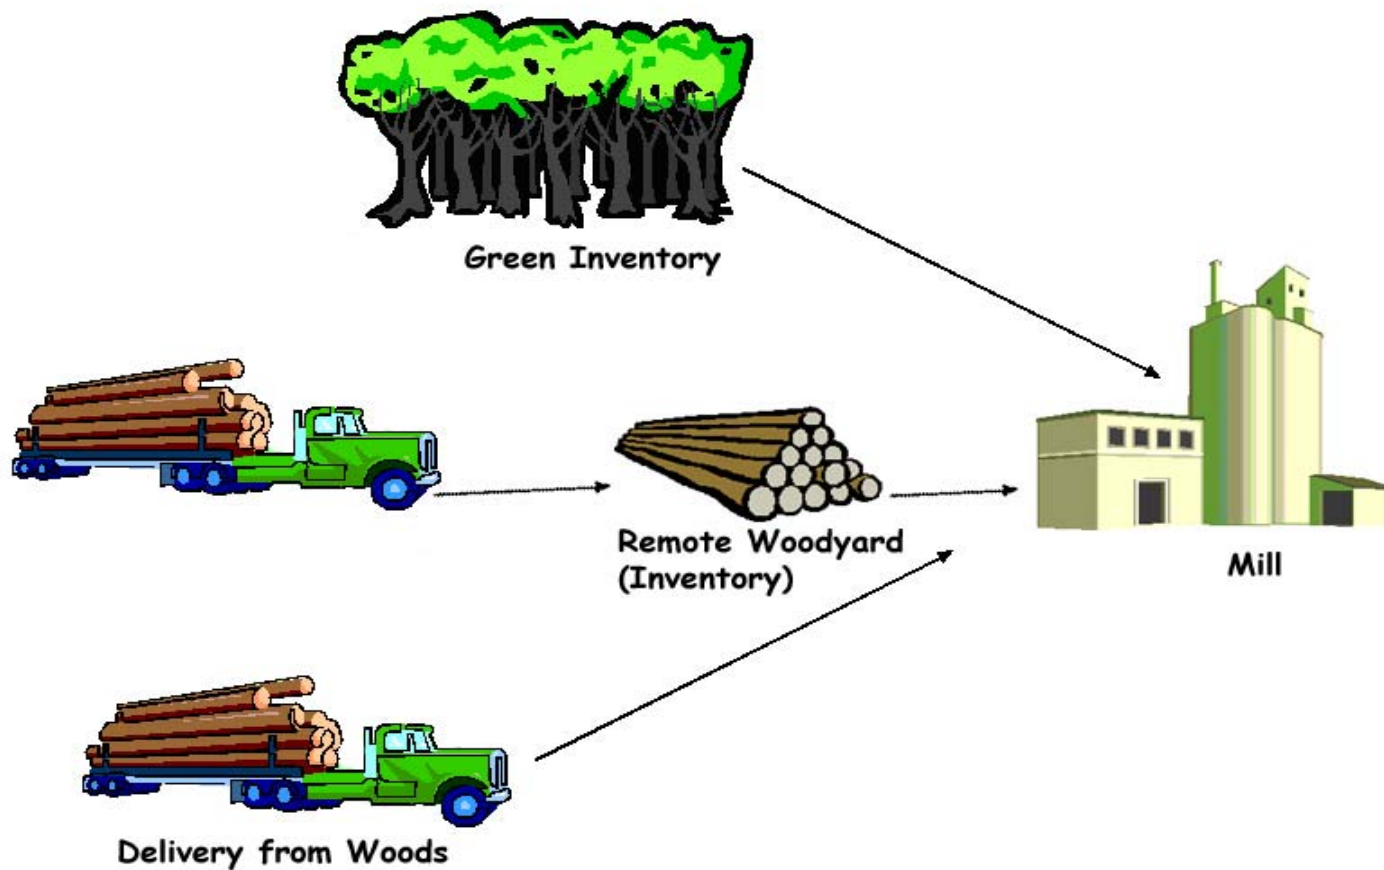 Green Inventory
Remote Woodyard
(Inventory)
Mill
Delivery from Woods